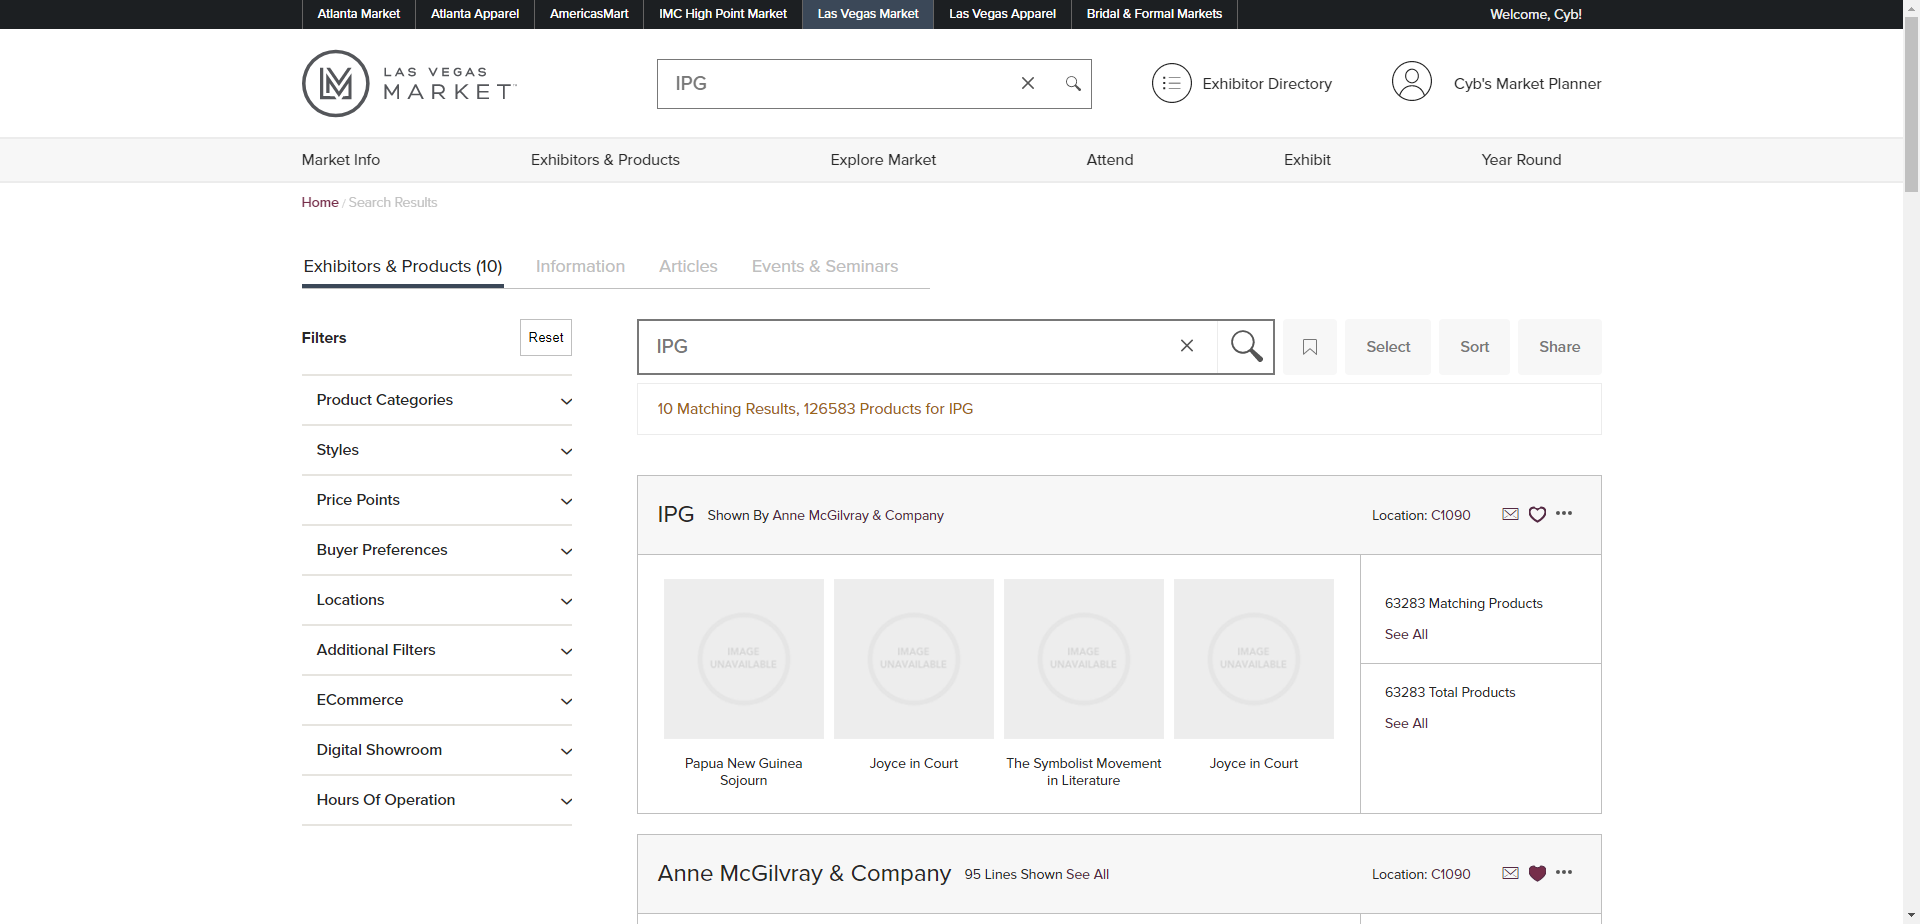 Atlanta Market
Atlanta Apparel
AmericasMart
IMC High Point Market
Las Vegas Market
Las Vegas Apparel
Bridal & Formal Markets
Welcome, Cyb!
LAS VEGAS
MARKET
IPG
Exhibitor Directory
Cyb's Market Planner
Market Info
Exhibitors & Products
Explore Market
Attend
Exhibit
Year Round
Home / Search Results
Exhibitors & Products (10)
Information
Articles
Events & Seminars
Filters
Reset
Product Categories
Styles
Price Points
Buyer Preferences
Locations
Additional Filters
ECommerce
Digital Showroom
Hours Of Operation
IPG
Select
Sort
Share
10 Matching Results, 126583 Products for IPG
IPG Shown By Anne McGilvray & Company
Location: C1090
IMAGE
UNAVAILABLE
Papua New Guinea
Sojourn
IMAGE
UNAVAILABLE
Joyce in Court
IMAGE
UNAVAILABLE
The Symbolist Movement
in Literature
IMAGE
UNAVAILABLE
Joyce in Court
63283 Matching Products
See All
63283 Total Products
See All
Anne McGilvray & Company 95 Lines Shown See All
Location: C1090